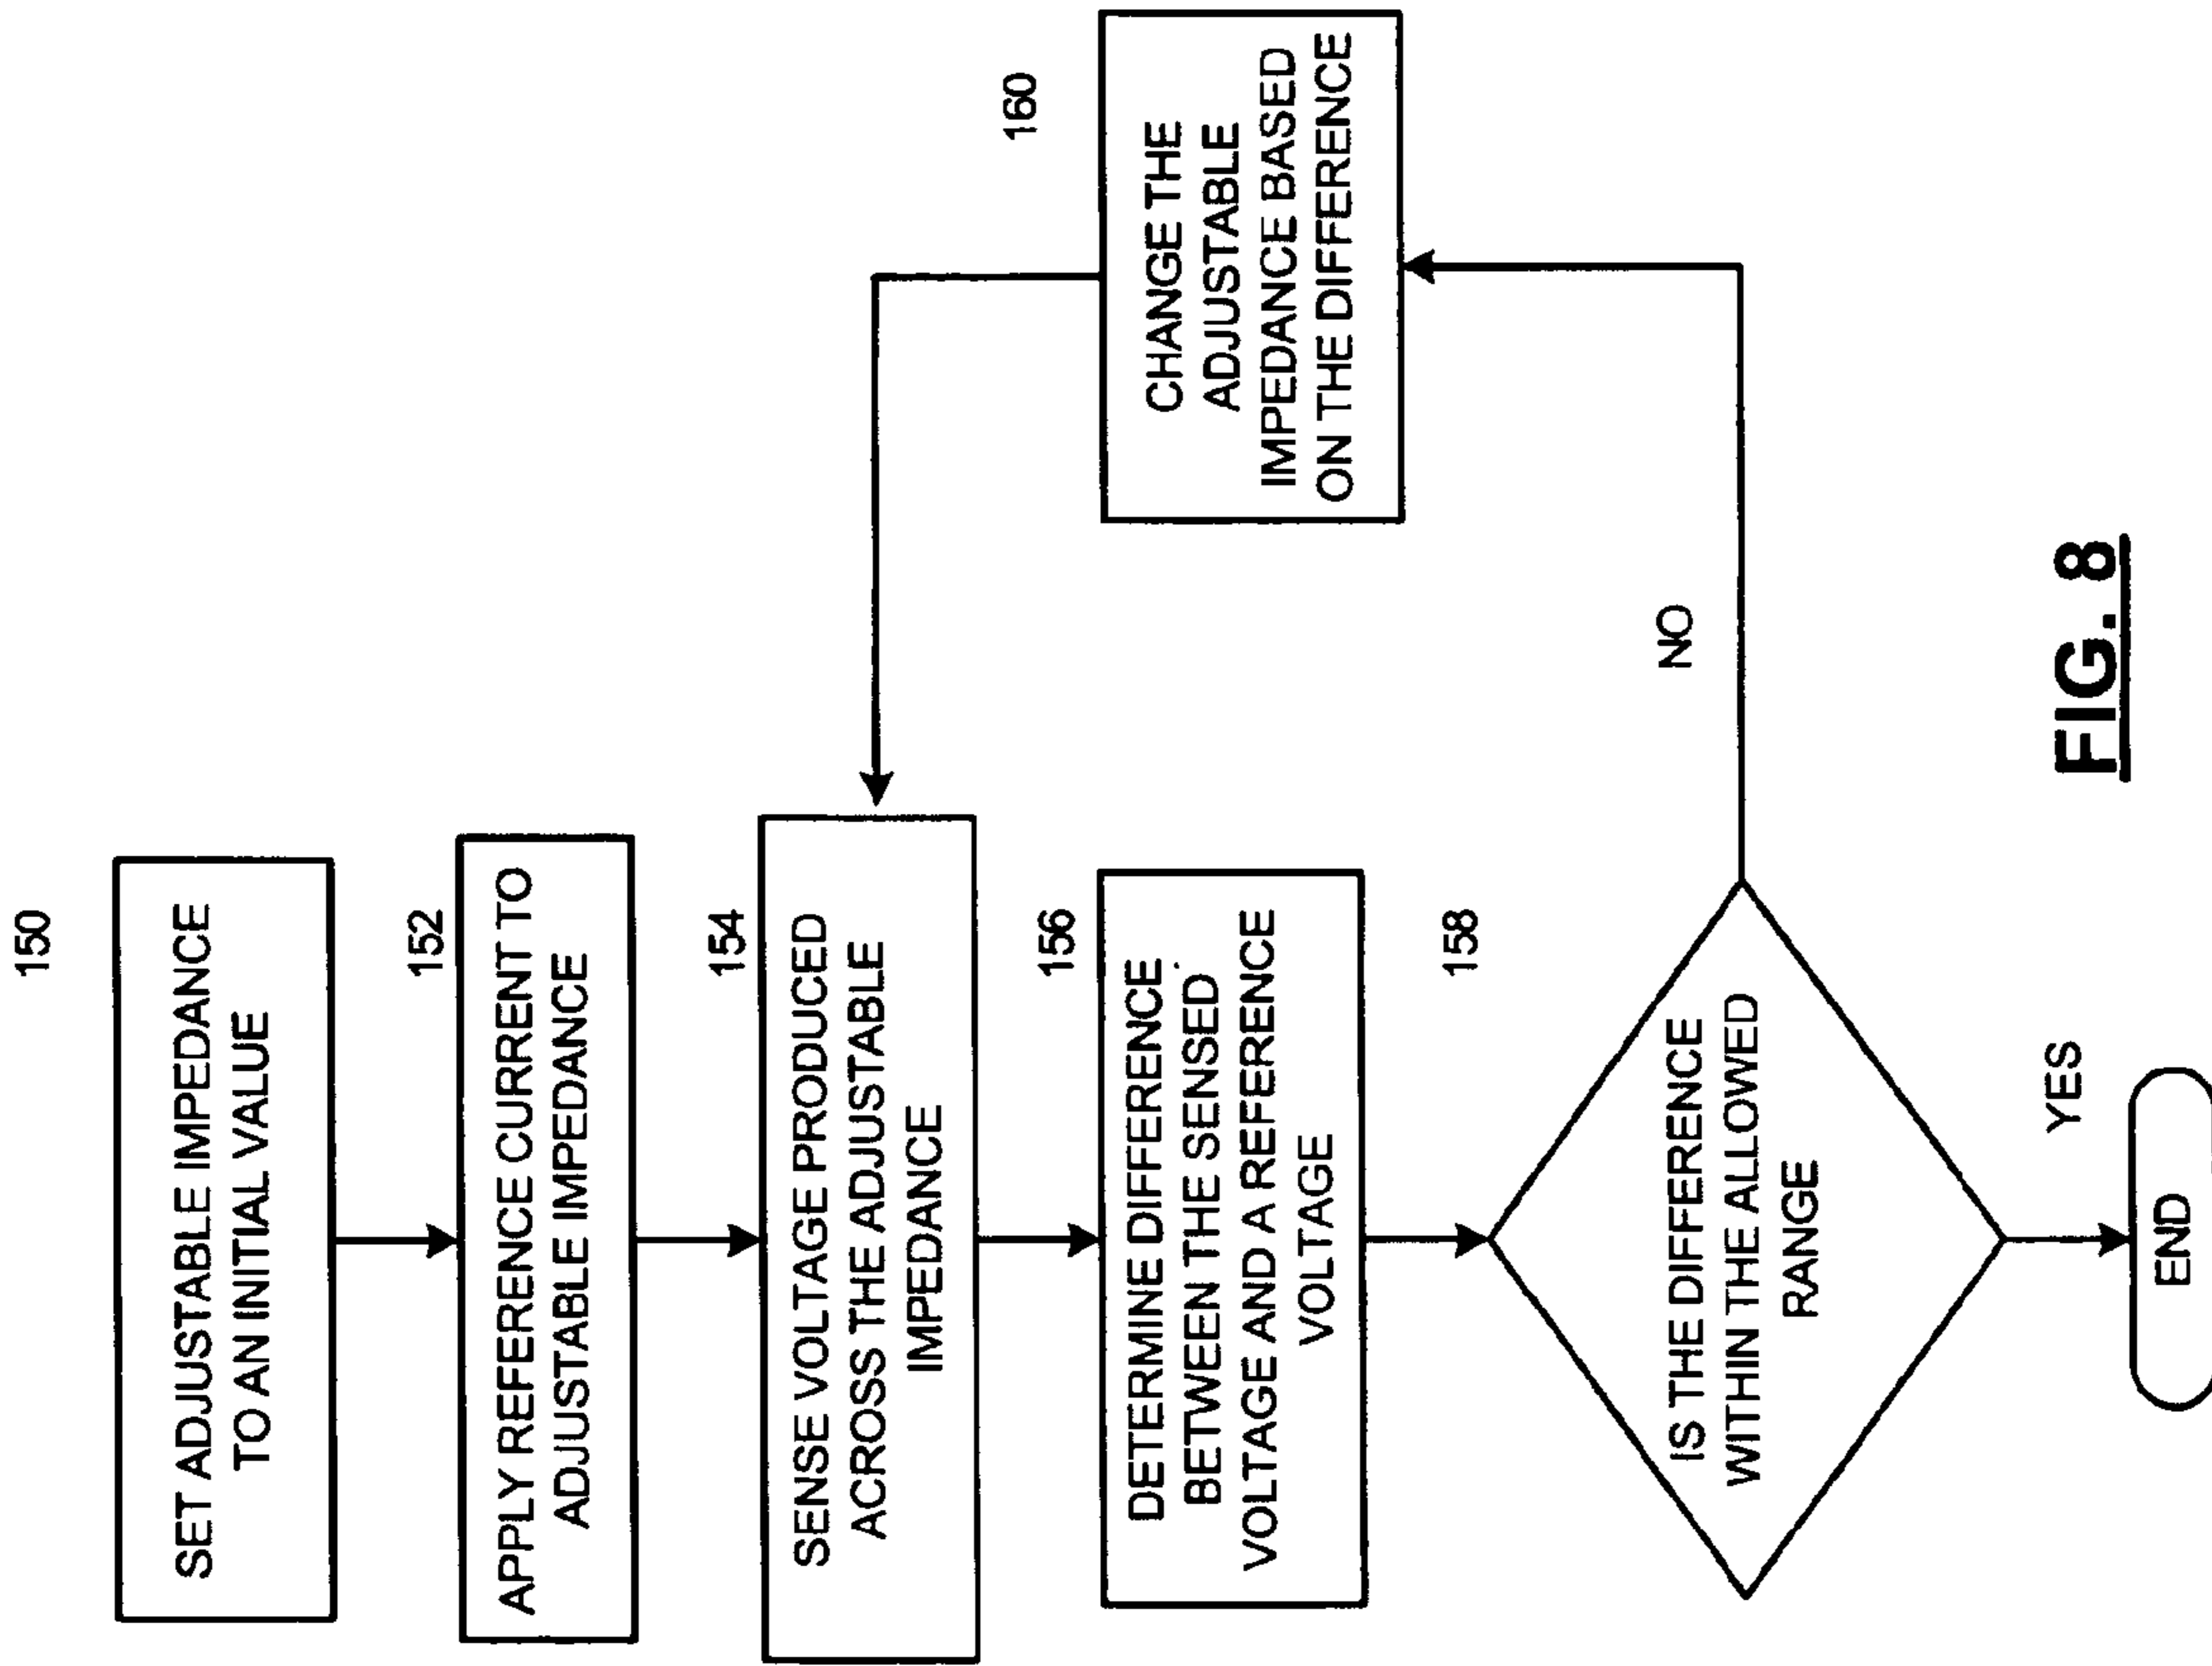 150
SET ADJUSTABLE IMPEDANCE
TO AN INITIAL VALUE
152
APPLY REFERENCE CURRENT TO
ADJUSTABLE IMPEDANCE
154
SENSE VOLTAGE PRODUCED
ACROSS THE ADJUSTABLE
IMPEDANCE
156
DETERMINE DIFFERENCE
BETWEEN THE SENSED
VOLTAGE AND A REFERENCE
VOLTAGE
158
IS THE DIFFERENCE
WITHIN THE ALLOWED
RANGE
NO
160
CHANGE THE
ADJUSTABLE
IMPEDANCE BASED
ON THE DIFFERENCE
YES
END
FIG. 8